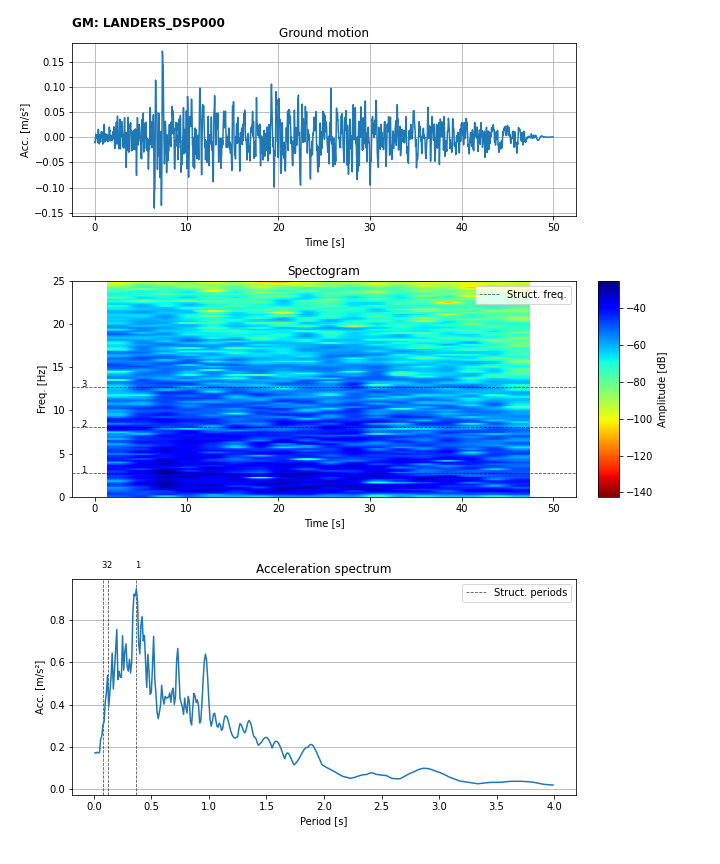 GM: LANDERS_DSP000
Ground motion
0.15
0.10
0.05
0.00
−0.05
−0.10
−0.15
Acc. [m/s²]
0 10 20 30 40 50
Time [s]
Spectogram
25
20
15
10
5
0
Freq. [Hz]
Struct. freq.
3
2
1
0 10 20 30 40 50
Time [s]
−40
−60
−80
−100
−120
−140
Amplitude [dB]
32 1
Acceleration spectrum
Struct. periods
0.8
0.6
0.4
0.2
0.0
Acc. [m/s²]
0.0 0.5 1.0 1.5 2.0 2.5 3.0 3.5 4.0
Period [s]